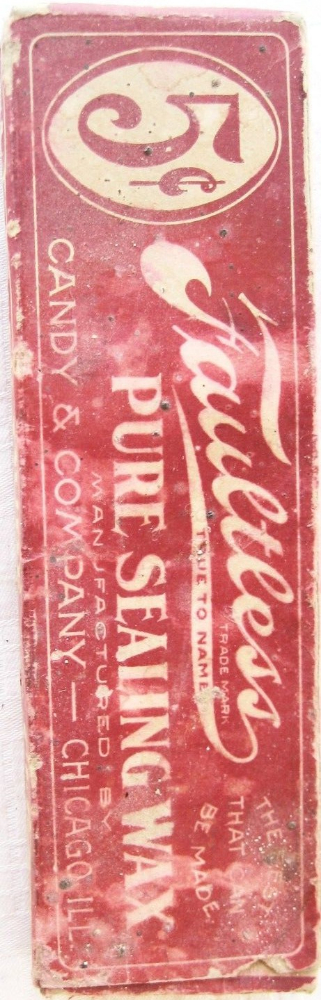 5¢
Faultless
TRADE MARK
TRUE TO NAME
THE BEST
THAT CAN
BE MADE
PURE SEALING WAX
MANUFACTURED BY
CANDY & COMPANY — CHICAGO ILL